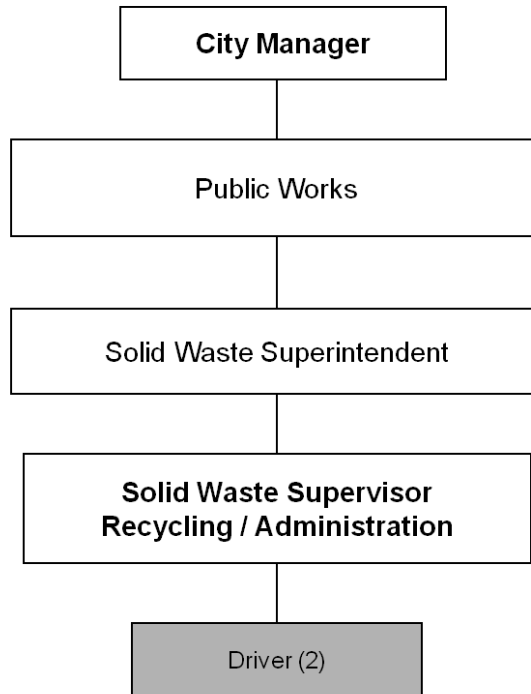 City Manager
Public Works
Solid Waste Superintendent
Solid Waste Supervisor
Recycling / Administration
Driver (2)